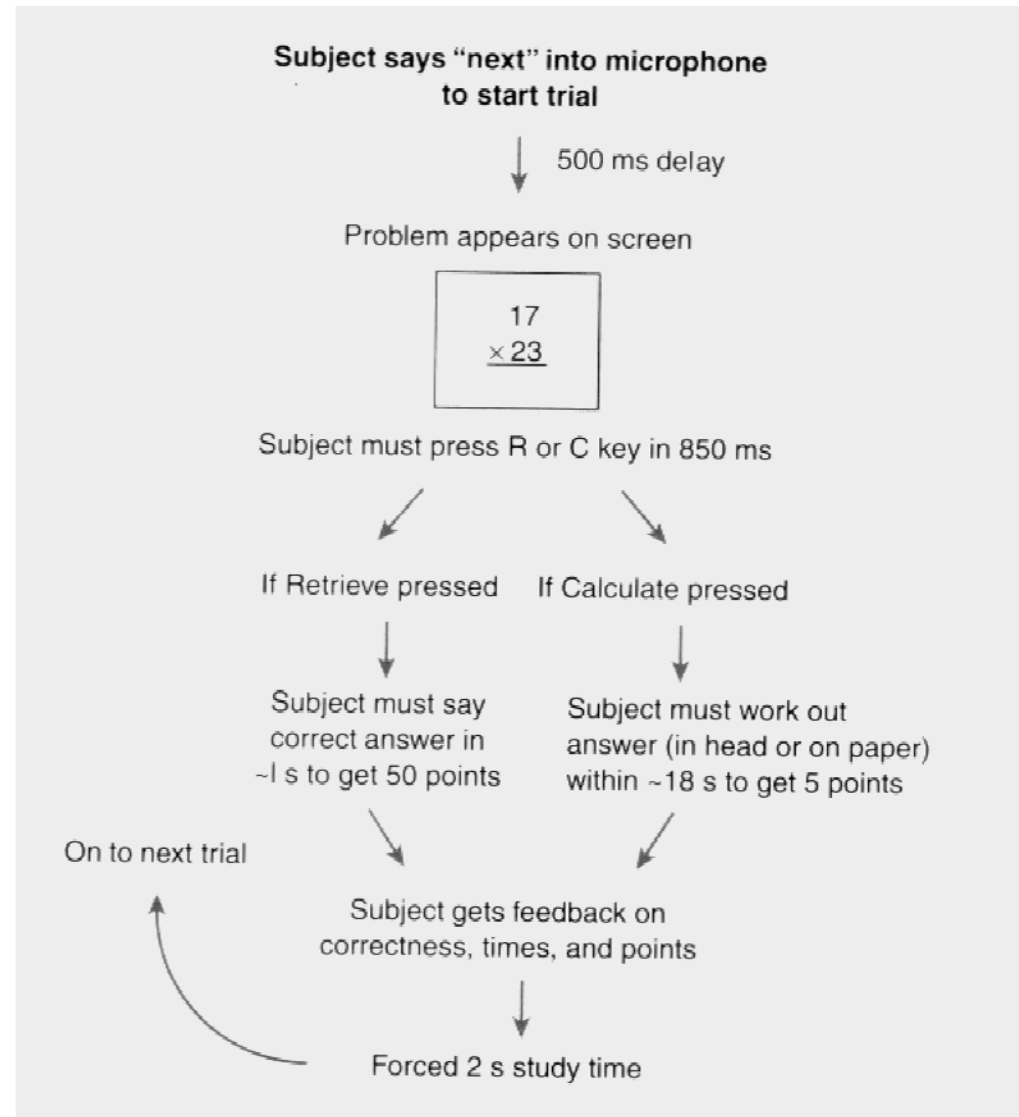 Subject says “next” into microphone
to start trial
500 ms delay
Problem appears on screen
17
× 23
Subject must press R or C key in 850 ms
If Retrieve pressed
If Calculate pressed
Subject must say
correct answer in
~l s to get 50 points
Subject must work out
answer (in head or on paper)
within ~18 s to get 5 points
On to next trial
Subject gets feedback on
correctness, times, and points
Forced 2 s study time